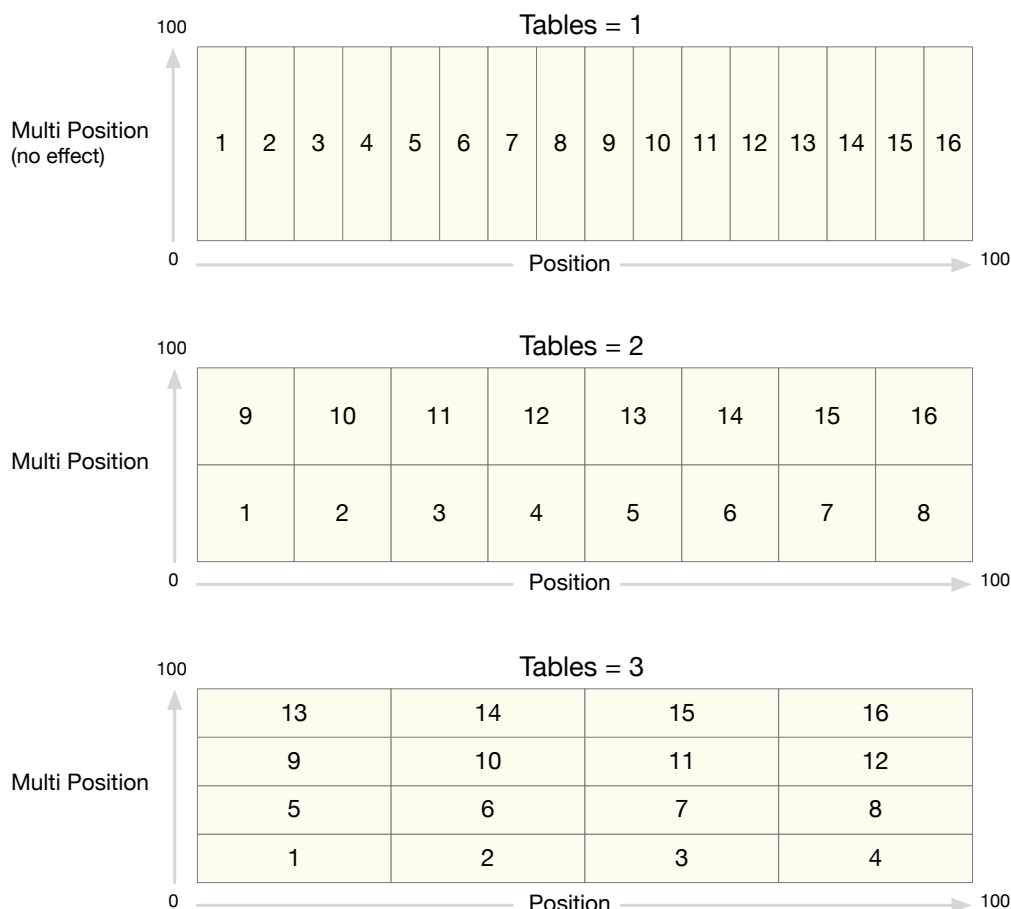 Tables = 1
100
Multi Position
(no effect)
1 2 3 4 5 6 7 8 9 10 11 12 13 14 15 16
0 Position 100
Tables = 2
100
9 10 11 12 13 14 15 16
Multi Position
1 2 3 4 5 6 7 8
0 Position 100
Tables = 3
100
13 14 15 16
9 10 11 12
Multi Position
5 6 7 8
1 2 3 4
0 Position 100